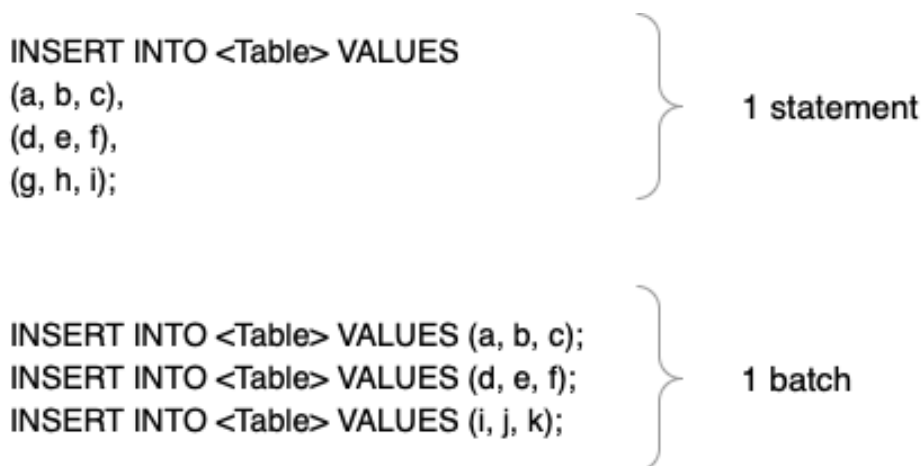 INSERT INTO <Table> VALUES
(a, b, c),
(d, e, f),
(g, h, i);
1 statement
INSERT INTO <Table> VALUES (a, b, c);
INSERT INTO <Table> VALUES (d, e, f);
INSERT INTO <Table> VALUES (i, j, k);
1 batch